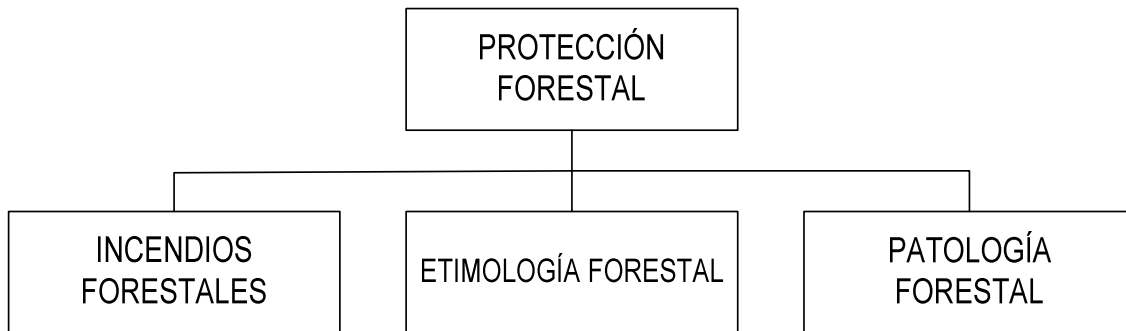 PROTECCIÓN
FORESTAL
INCENDIOS
FORESTALES
ETIMOLOGÍA FORESTAL
PATOLOGÍA
FORESTAL